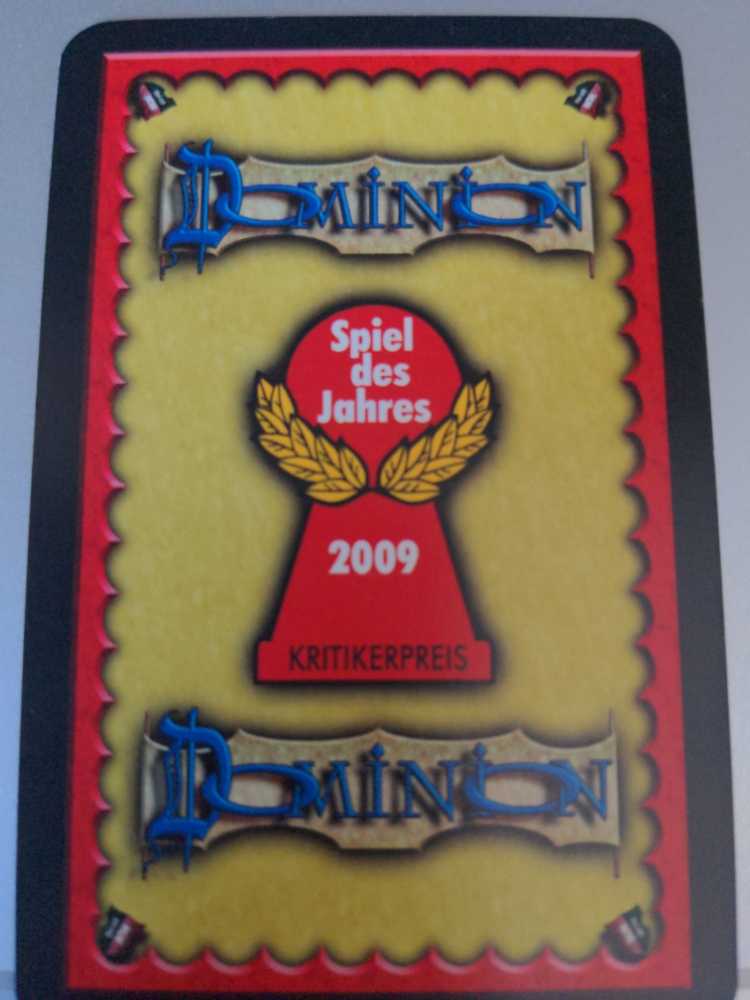 DOMINION
Spiel
des
Jahres
2009
KRITIKERPREIS
DOMINION